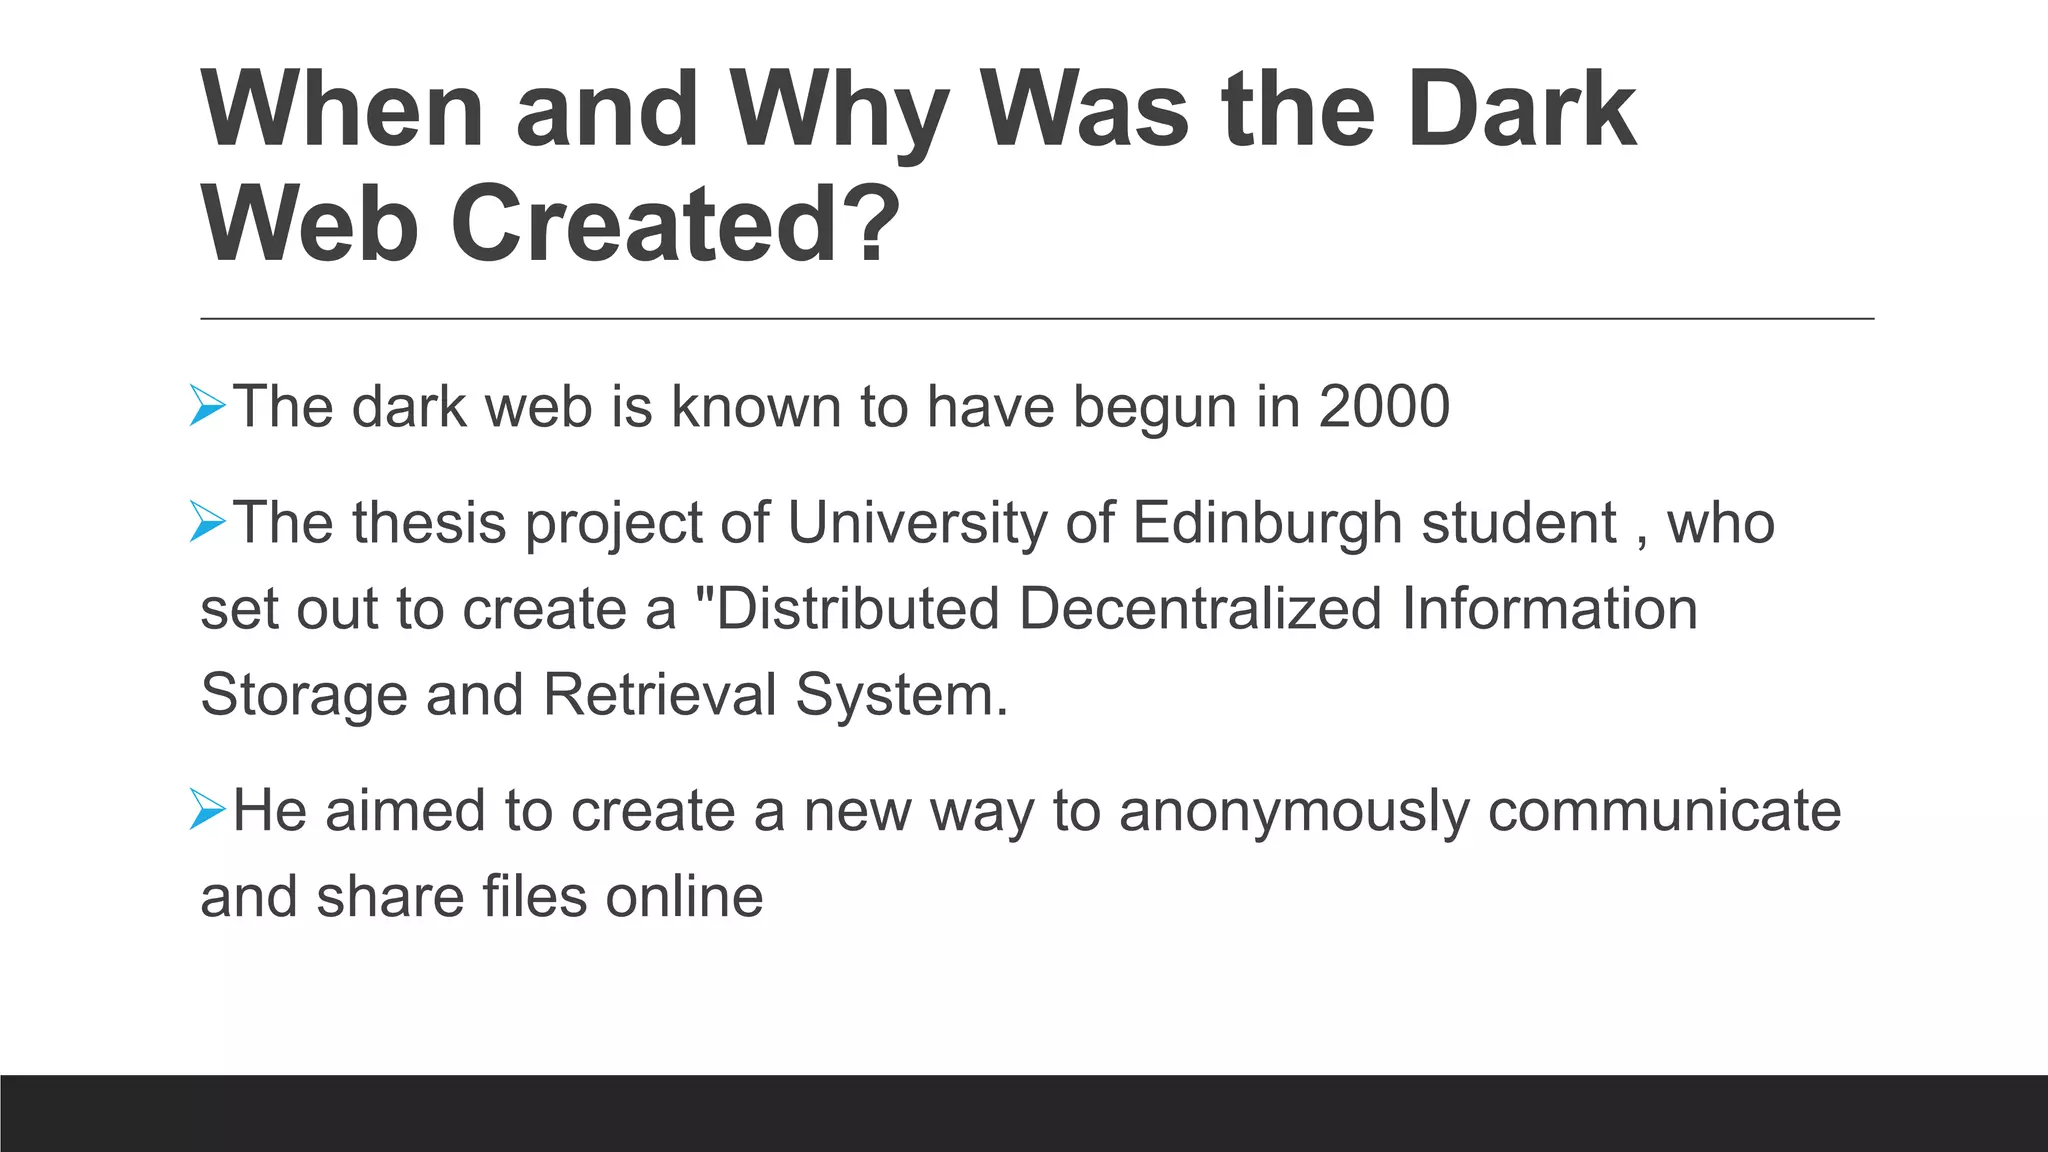 When and Why Was the Dark
Web Created?
➢The dark web is known to have begun in 2000
➢The thesis project of University of Edinburgh student , who
set out to create a "Distributed Decentralized Information
Storage and Retrieval System.
➢He aimed to create a new way to anonymously communicate
and share files online